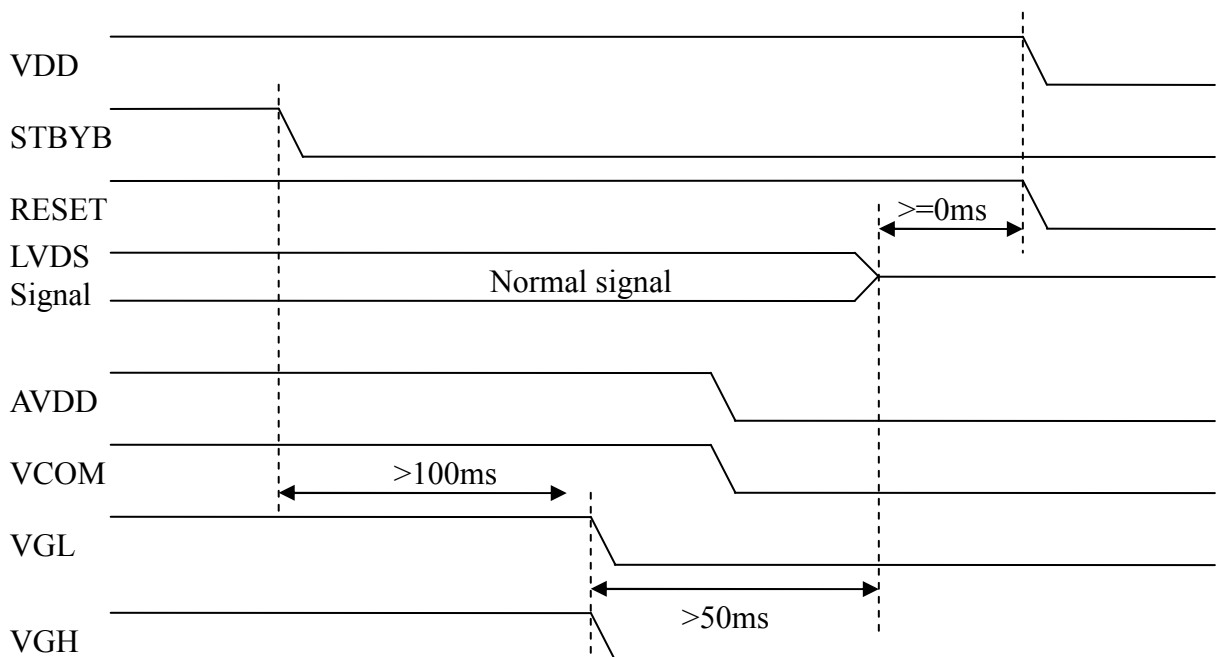 VDD
STBYB
RESET
>=0ms
LVDS
Signal
Normal signal
AVDD
VCOM
>100ms
VGL
>50ms
VGH